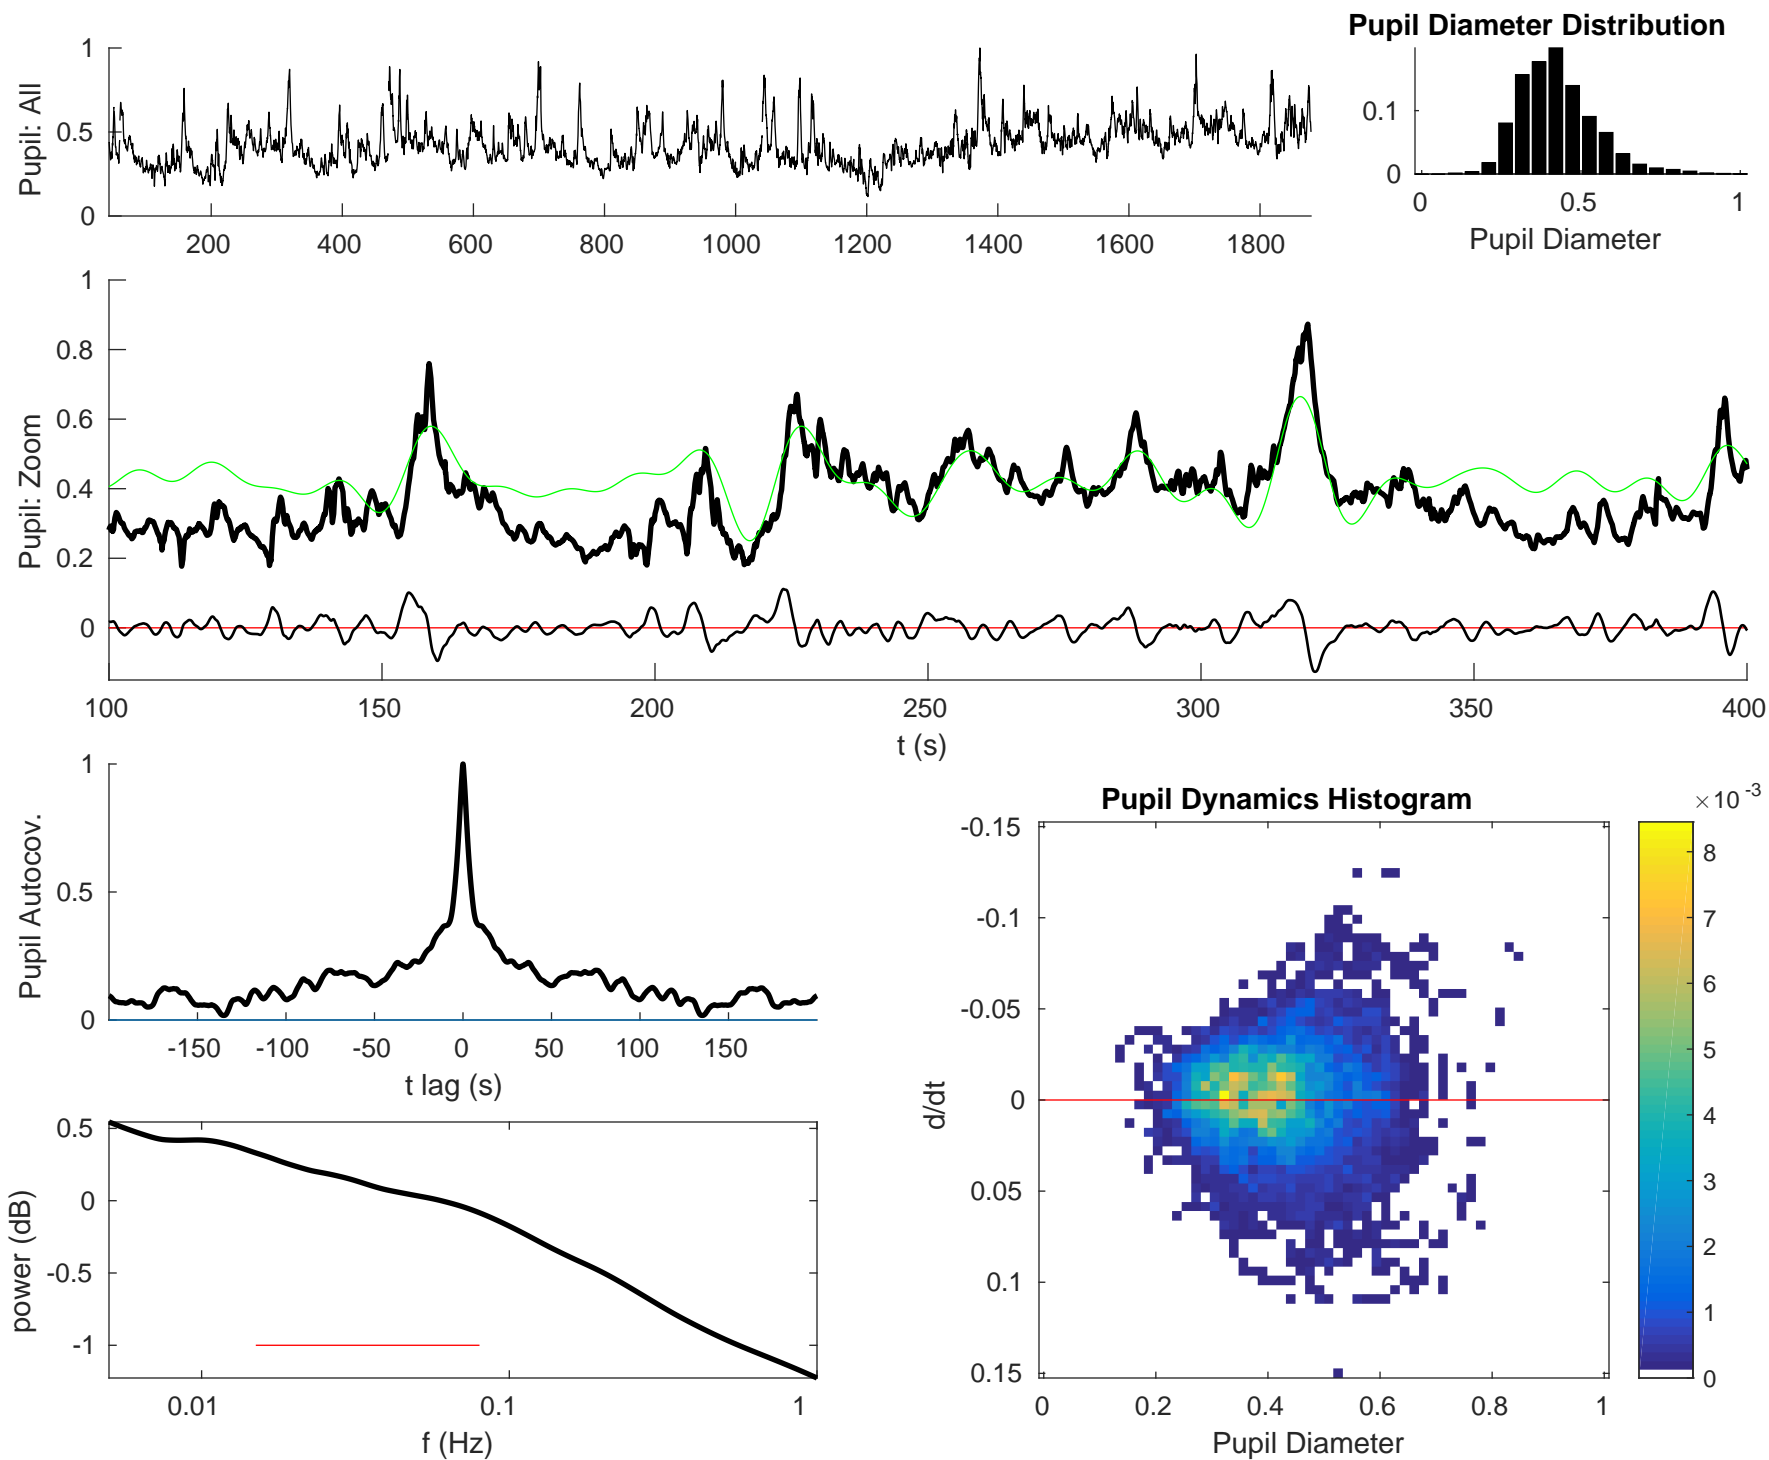 Pupil Diameter Distribution
Pupil: All
1
0.5
0
200 400 600 800 1000 1200 1400 1600 1800
0.1
0
0 0.5 1
Pupil Diameter
Pupil: Zoom
1
0.8
0.6
0.4
0.2
0
100 150 200 250 300 350 400
t (s)
Pupil Autocov.
1
0.5
0
-150 -100 -50 0 50 100 150
t lag (s)
power (dB)
0.5
0
-0.5
-1
0.01 0.1 1
f (Hz)
Pupil Dynamics Histogram
d/dt
-0.15
-0.1
-0.05
0
0.05
0.1
0.15
0 0.2 0.4 0.6 0.8 1
Pupil Diameter
×10-3
8
7
6
5
4
3
2
1
0